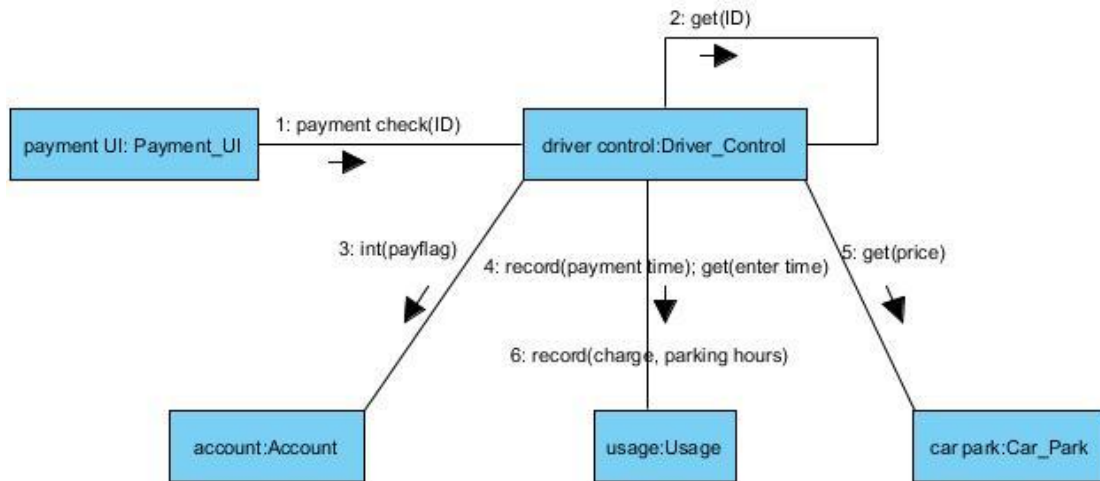 2: get(ID)
1: payment check(ID)
payment UI: Payment_UI
driver control:Driver_Control
3: int(payflag)
4: record(payment time); get(enter time)
5: get(price)
6: record(charge, parking hours)
account:Account
usage:Usage
car park:Car_Park